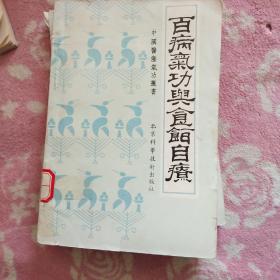 百病氣功與食餌自療
中國醫療氣功叢書
北京科學技術出版社